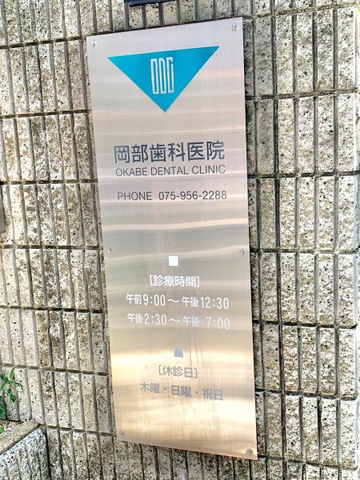 ODC
岡部歯科医院
OKABE DENTAL CLINIC
PHONE 075-956-2288
[診療時間]
午前9:00～午後12:30
午後2:30～午後 7:00
[休診日]
木曜・日曜・祝日